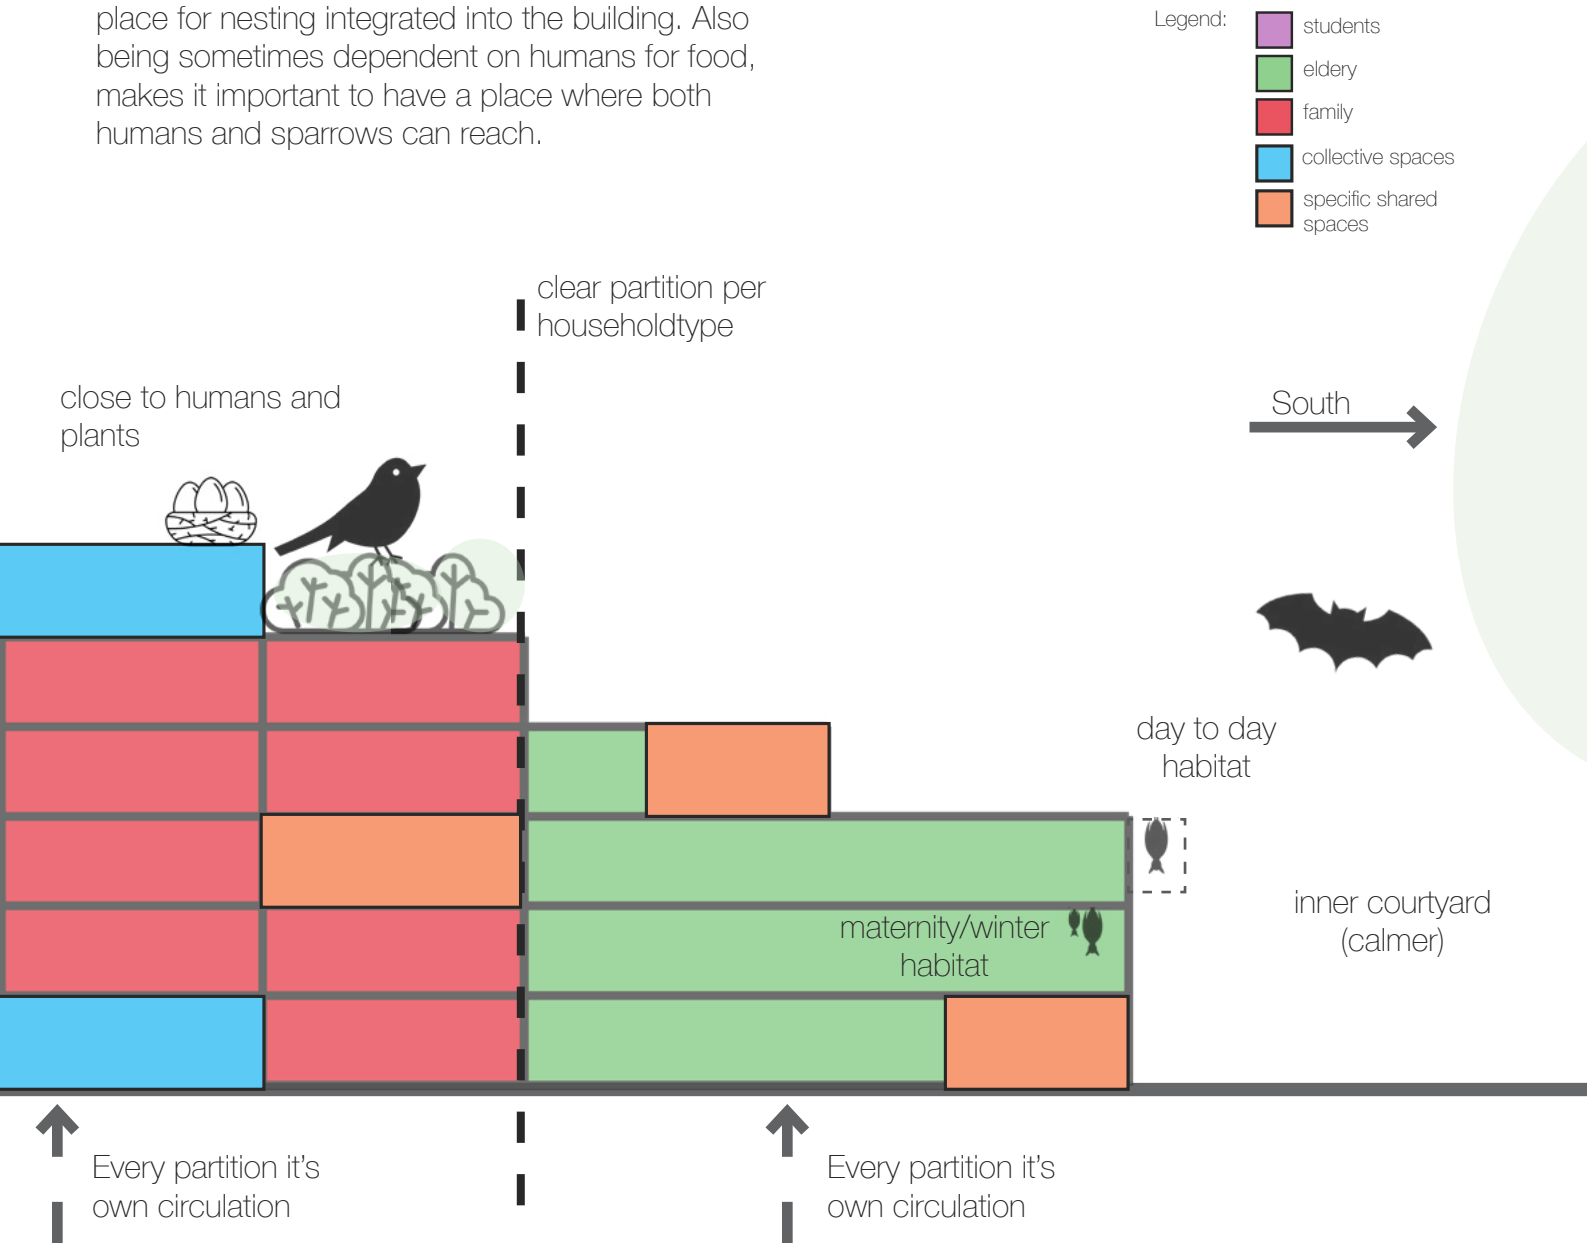 place for nesting integrated into the building. Also
being sometimes dependent on humans for food,
makes it important to have a place where both
humans and sparrows can reach.
Legend:
students
eldery
family
collective spaces
specific shared
spaces
clear partition per
householdtype
close to humans and
plants
South
day to day
habitat
maternity/winter
habitat
inner courtyard
(calmer)
Every partition it's
own circulation
Every partition it's
own circulation